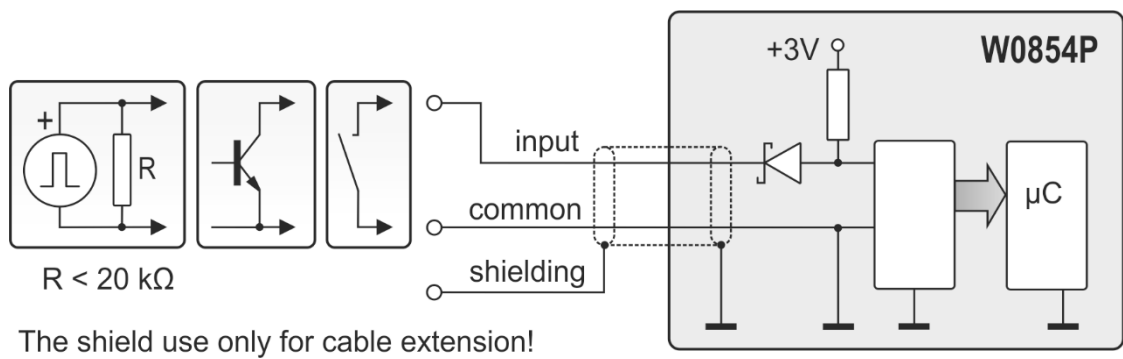 +3V
W0854P
+
R
input
common
shielding
µC
R < 20 kΩ
The shield use only for cable extension!